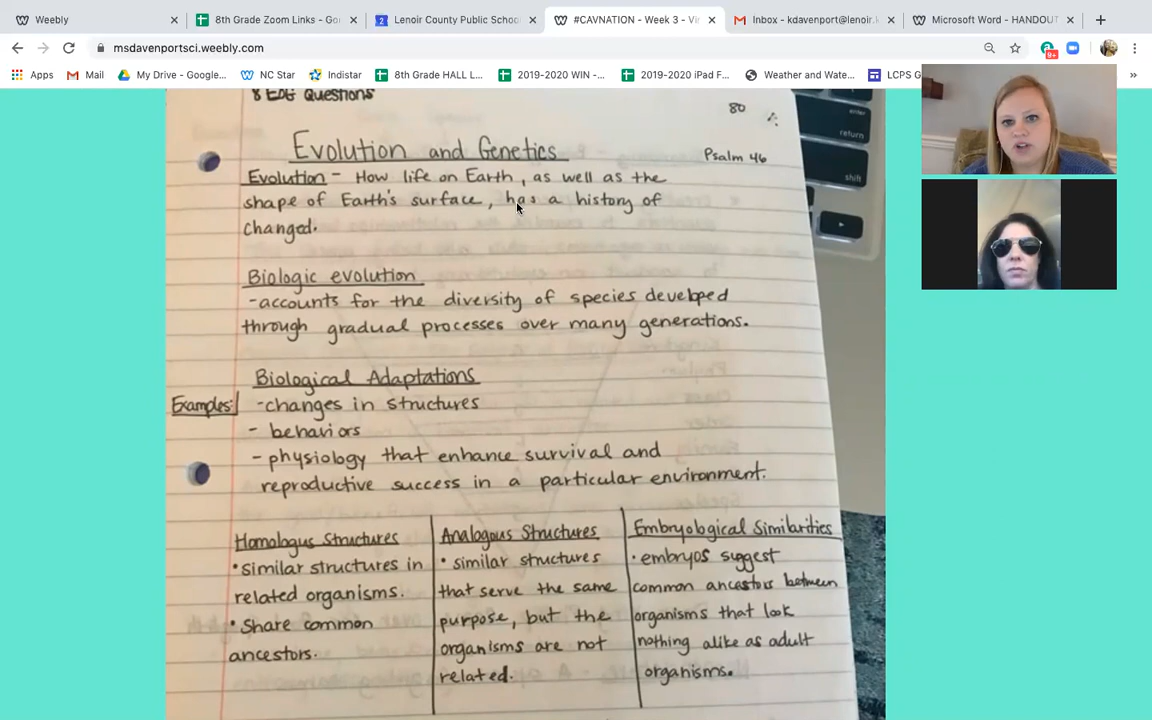 Weebly
8th Grade Zoom Links - Go
Lenoir County Public Schoo
#CAVNATION - Week 3 - Vir
Inbox - kdavenport@lenoir.k
Microsoft Word - HANDOUT
msdavenportsci.weebly.com
9+
Apps
Mail
My Drive - Google...
NC Star
Indistar
8th Grade HALL L...
2019-2020 WIN -...
2019-2020 iPad F...
Weather and Wate...
LCPS G
8 EOG Questions
80
enter
return
shift
Evolution and Genetics
Psalm 46
Evolution - How life on Earth, as well as the
shape of Earth's surface, has a history of
changed.
Biologic evolution
-accounts for the diversity of species developed
through gradual processes over many generations.
Biological Adaptations
Examples: -changes in structures
- behaviors
- physiology that enhance survival and
reproductive success in a particular environment.
Homologus Structures
•similar structures in
related organisms.
•Share common
ancestors.
Analogous Structures
• similar structures
that serve the same
purpose, but the
organisms are not
related.
Embryological Similarities
•embryos suggest
common ancestors between
organisms that look
nothing alike as adult
organisms.